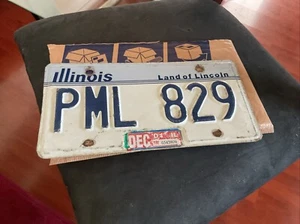 Illinois
Land of Lincoln
PML 829
DEC